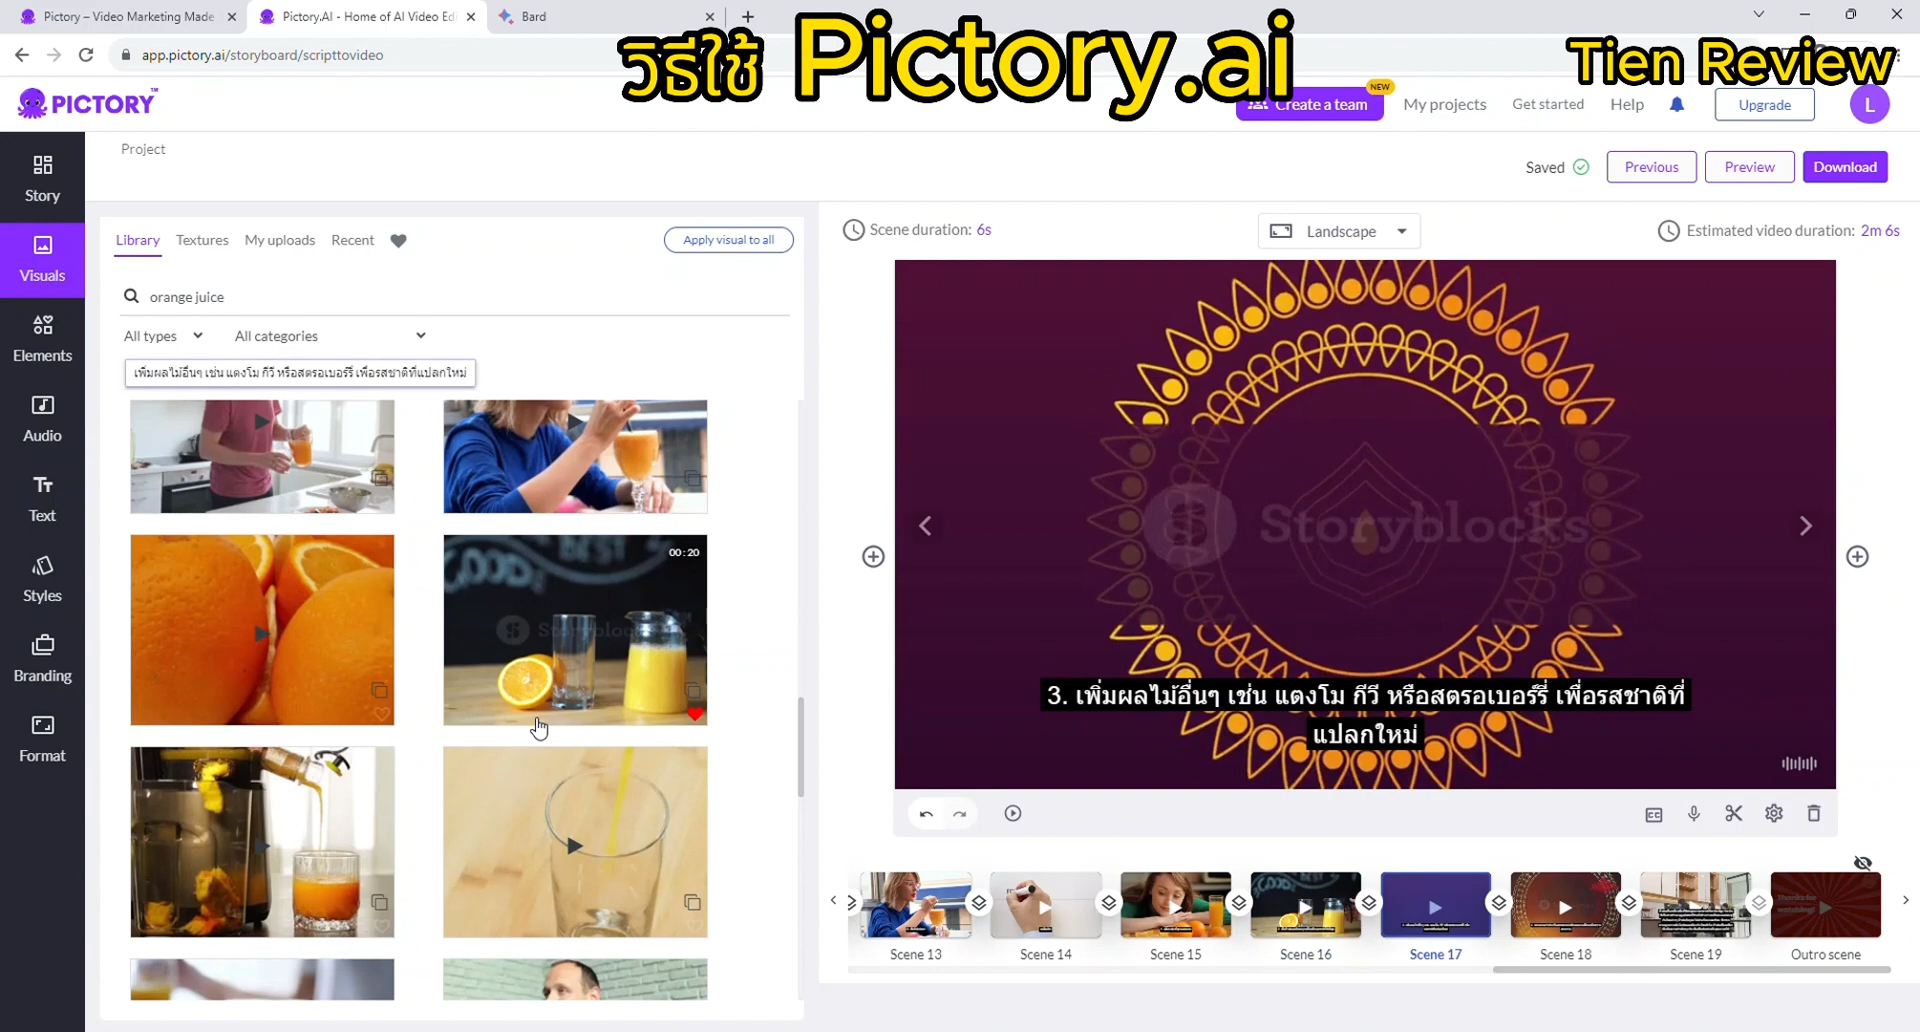 Pictory – Video Marketing Made
Pictory.AI - Home of AI Video Edi
Bard
app.pictory.ai/storyboard/scripttovideo
วิธีใช้ Pictory.ai
Tien Review
PICTORY
Create a team
NEW
My projects
Get started
Help
Upgrade
L
Project
Saved
Previous
Preview
Download
Story
Visuals
Elements
Audio
Text
Styles
Branding
Format
Library
Textures
My uploads
Recent
Apply visual to all
orange juice
All types
All categories
เพิ่มผลไม้อื่นๆ เช่น แตงโม กีวี หรือสตรอเบอร์รี่ เพื่อรสชาติที่แปลกใหม่
00:20
Storyblocks
Scene duration: 6s
Landscape
Estimated video duration: 2m 6s
Storyblocks
3. เพิ่มผลไม้อื่นๆ เช่น แตงโม กีวี หรือสตรอเบอร์รี่ เพื่อรสชาติที่
แปลกใหม่
CC
Scene 13
Scene 14
Scene 15
Scene 16
Scene 17
Scene 18
Scene 19
Thanks for
watching!
Outro scene